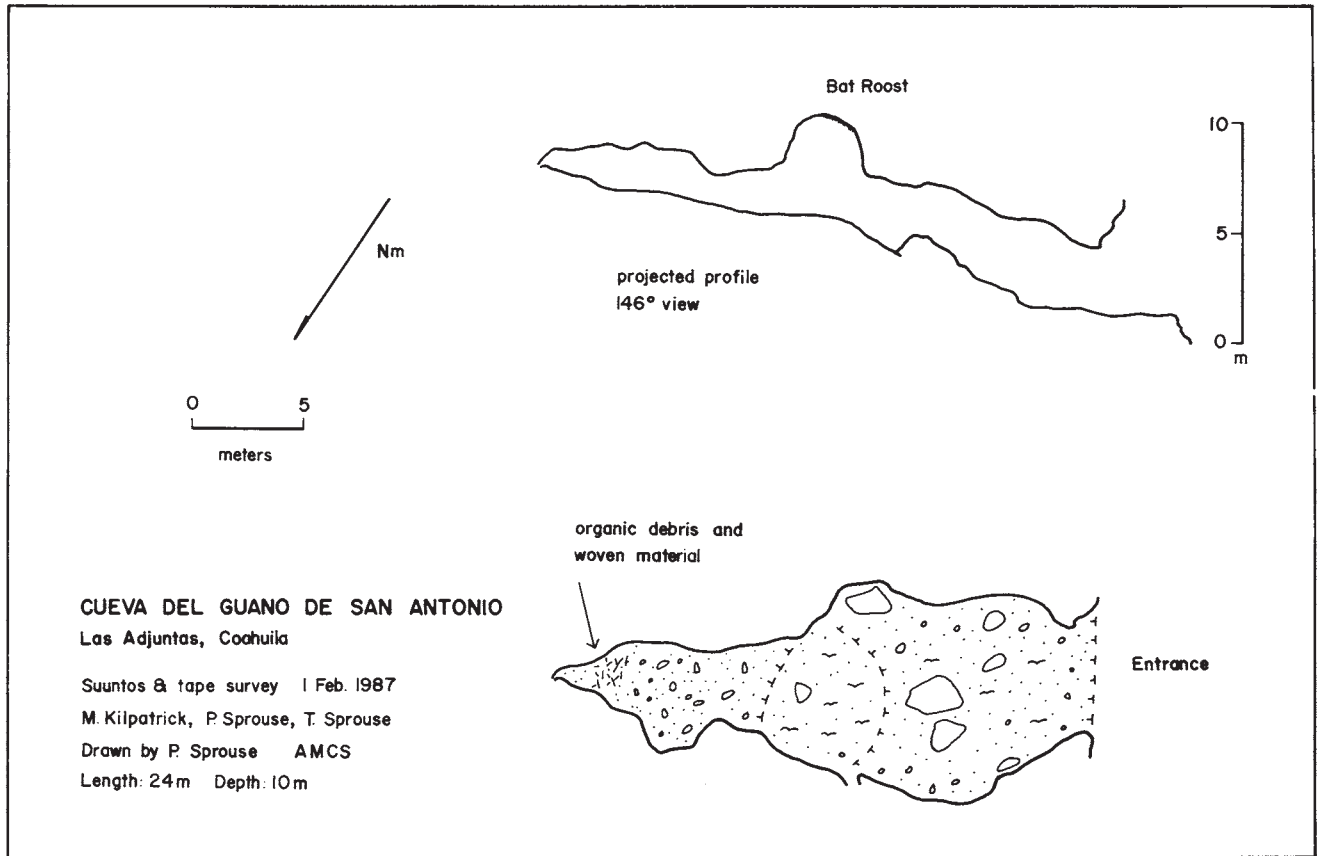 Bat Roost
10
5
0
m
projected profile
146° view
Nm
0 5
meters
organic debris and
woven material
Entrance
CUEVA DEL GUANO DE SAN ANTONIO
Las Adjuntas, Coahuila
Suuntos & tape survey 1 Feb. 1987
M. Kilpatrick, P. Sprouse, T. Sprouse
Drawn by P. Sprouse AMCS
Length: 24m Depth: 10m